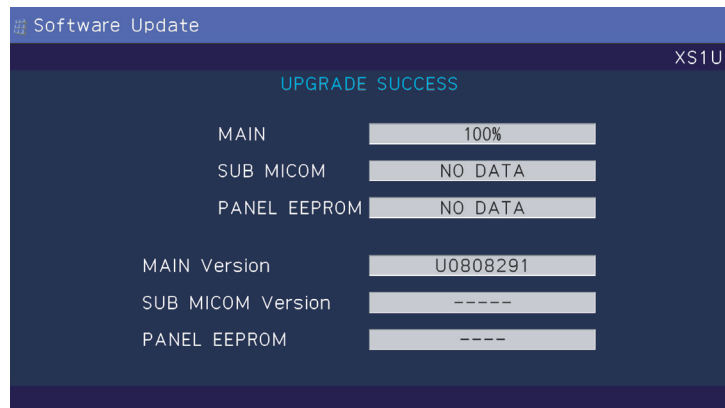 Software Update
XS1U
UPGRADE SUCCESS
MAIN 100%
SUB MICOM NO DATA
PANEL EEPROM NO DATA
MAIN Version U0808291
SUB MICOM Version -----
PANEL EEPROM ----